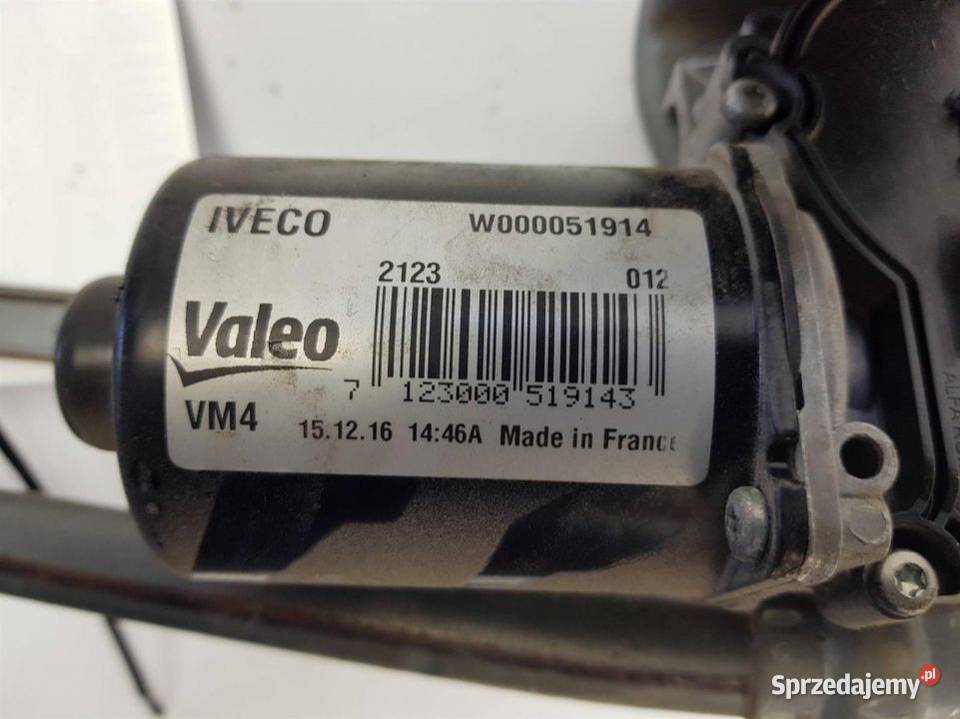 IVECO W000051914
2123 012
Valeo
7 123000 519143
VM4 15.12.16 14:46A Made in France
Sprzedajemy.pl